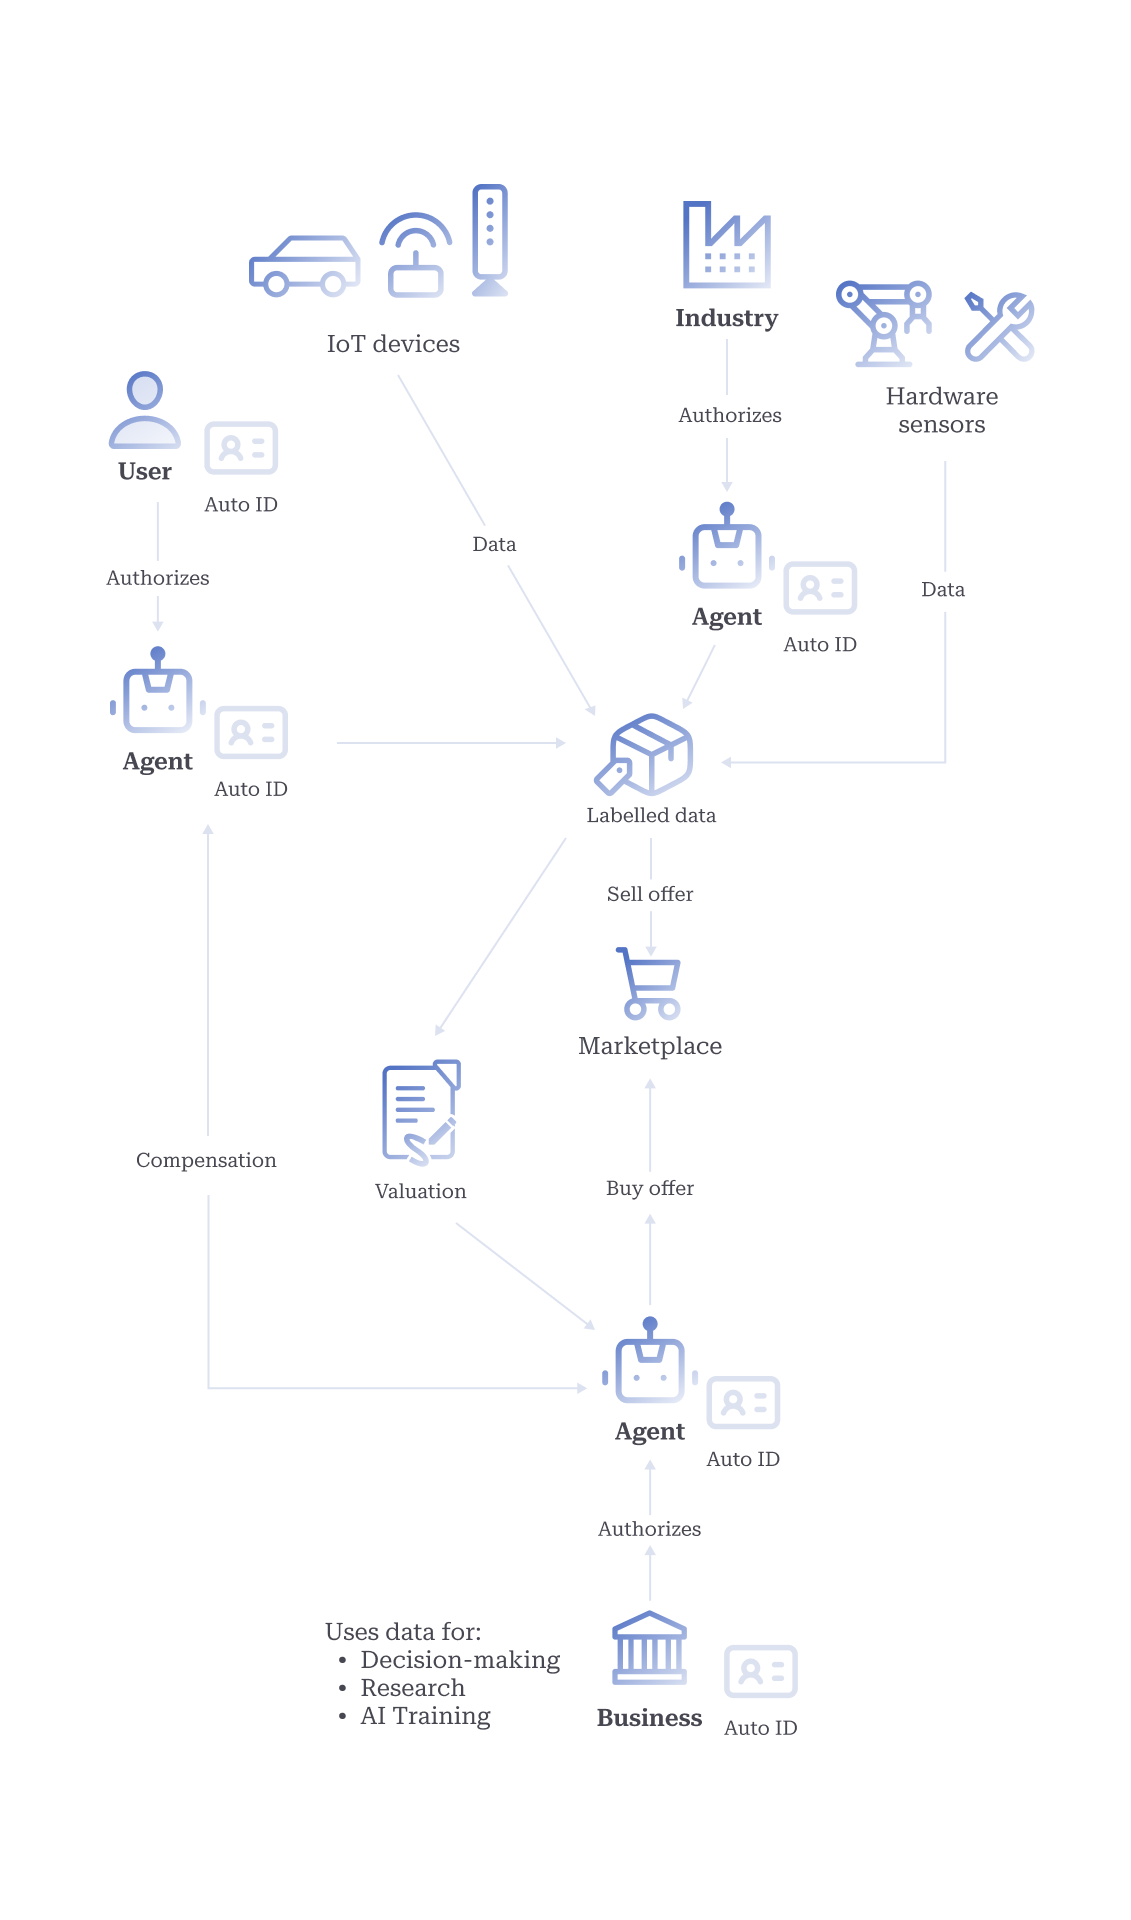 IoT devices
Industry
Hardware
sensors
Authorizes
User
Auto ID
Data
Authorizes
Data
Agent
Auto ID
Agent
Auto ID
Labelled data
Sell offer
Marketplace
Compensation
Valuation
Buy offer
Agent
Auto ID
Authorizes
Uses data for:
• Decision-making
• Research
• AI Training
Business
Auto ID